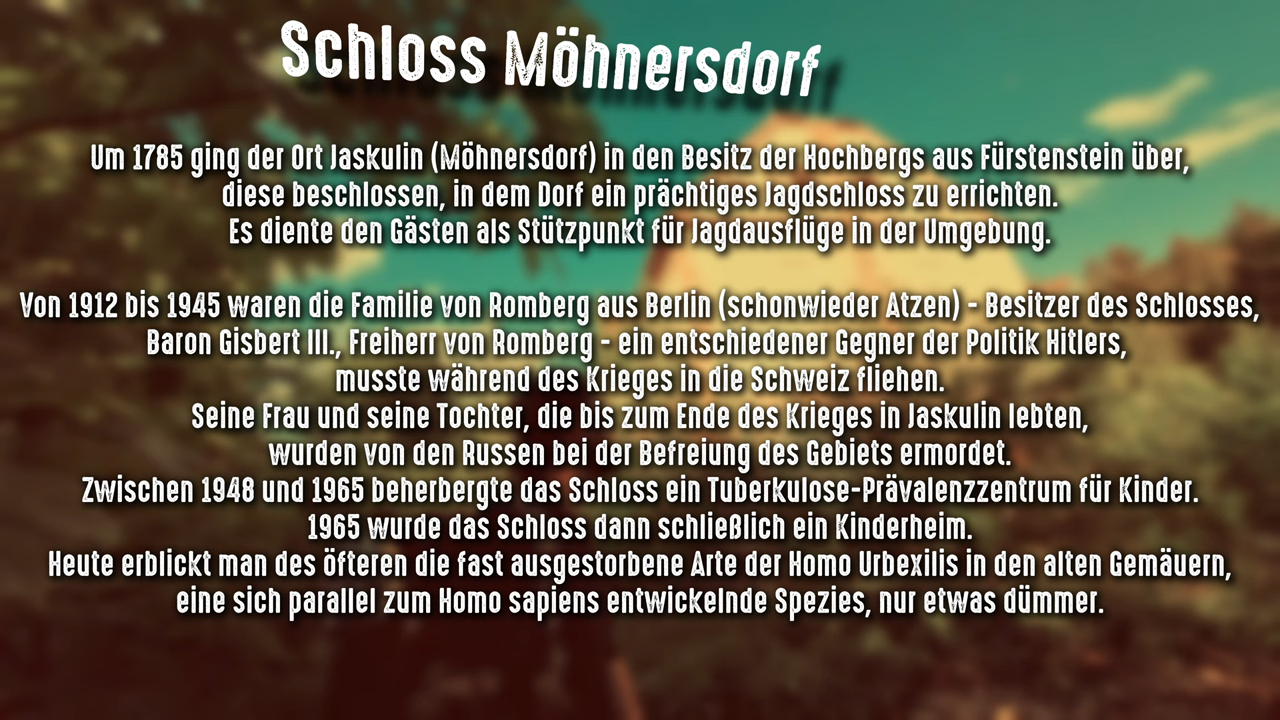 Schloss Möhnersdorf
Um 1785 ging der Ort Jaskulin (Möhnersdorf) in den Besitz der Hochbergs aus Fürstenstein über,
diese beschlossen, in dem Dorf ein prächtiges Jagdschloss zu errichten.
Es diente den Gästen als Stützpunkt für Jagdausflüge in der Umgebung.
Von 1912 bis 1945 waren die Familie von Romberg aus Berlin (schonwieder Atzen) - Besitzer des Schlosses,
Baron Gisbert III., Freiherr von Romberg - ein entschiedener Gegner der Politik Hitlers,
musste während des Krieges in die Schweiz fliehen.
Seine Frau und seine Tochter, die bis zum Ende des Krieges in Jaskulin lebten,
wurden von den Russen bei der Befreiung des Gebiets ermordet.
Zwischen 1948 und 1965 beherbergte das Schloss ein Tuberkulose-Prävalenzzentrum für Kinder.
1965 wurde das Schloss dann schließlich ein Kinderheim.
Heute erblickt man des öfteren die fast ausgestorbene Arte der Homo Urbexilis in den alten Gemäuern,
eine sich parallel zum Homo sapiens entwickelnde Spezies, nur etwas dümmer.